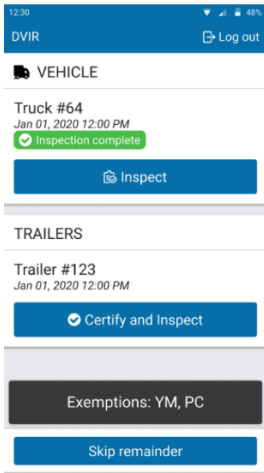 12:30
48%
DVIR
Log out
VEHICLE
Truck #64
Jan 01, 2020 12:00 PM
Inspection complete
Inspect
TRAILERS
Trailer #123
Jan 01, 2020 12:00 PM
Certify and Inspect
Exemptions: YM, PC
Skip remainder